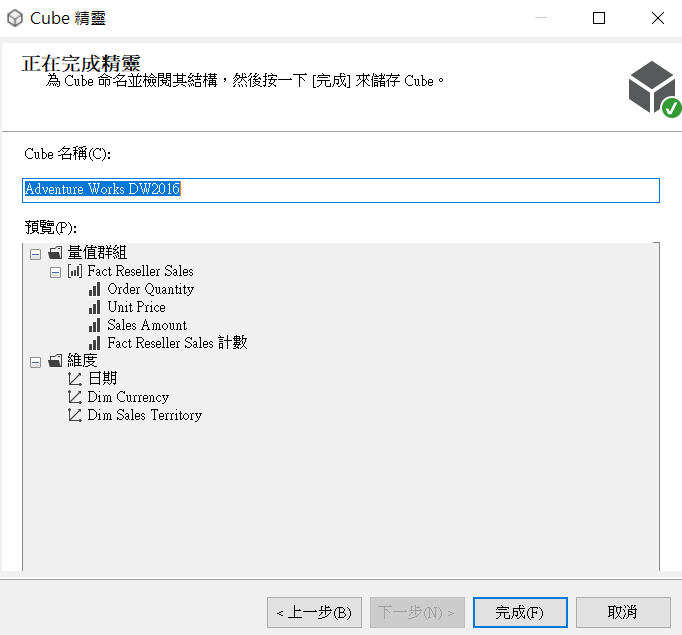 Cube 精靈
正在完成精靈
為 Cube 命名並檢閱其結構，然後按一下 [完成] 來儲存 Cube。
Cube 名稱(C):
Adventure Works DW2016
預覽(P):
量值群組
Fact Reseller Sales
Order Quantity
Unit Price
Sales Amount
Fact Reseller Sales 計數
維度
日期
Dim Currency
Dim Sales Territory
< 上一步(B) 下一步(N) > 完成(F) 取消